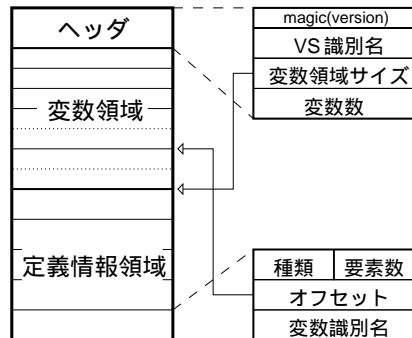 ヘッダ
変数領域
定義情報領域
magic(version)
VS識別名
変数領域サイズ
変数数
種類 要素数
オフセット
変数識別名